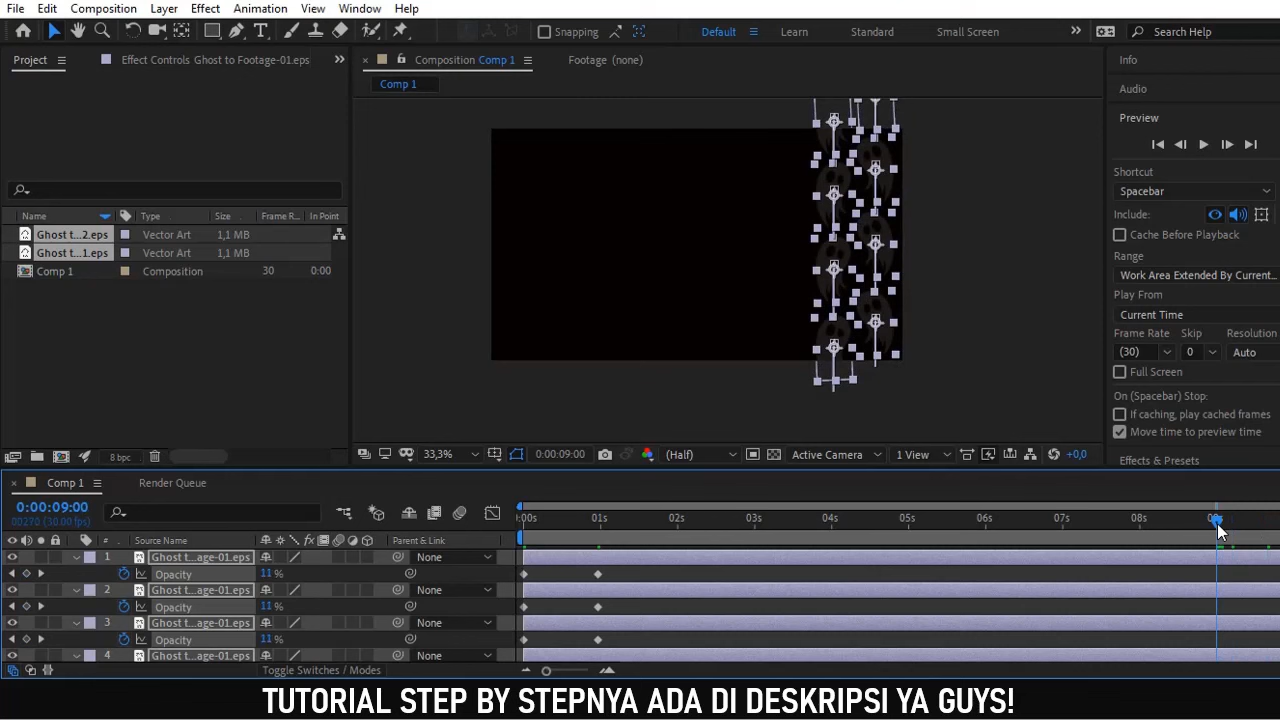 File Edit Composition Layer Effect Animation View Window Help
Snapping Default Learn Standard Small Screen Search Help
Project Effect Controls Ghost to Footage-01.eps
Composition Comp 1 Footage (none)
Comp 1
Name Type Size Frame R... In Point
Ghost t...2.eps Vector Art 1,1 MB
Ghost t...1.eps Vector Art 1,1 MB
Comp 1 Composition 30 0:00
8 bpc
33,3% 0:00:09:00 (Half) Active Camera 1 View +0,0
Info
Audio
Preview
Shortcut
Spacebar
Include:
Cache Before Playback
Range
Work Area Extended By Current...
Play From
Current Time
Frame Rate Skip Resolution
(30) 0 Auto
Full Screen
On (Spacebar) Stop:
If caching, play cached frames
Move time to preview time
Effects & Presets
Comp 1 Render Queue
0:00:09:00
00270 (30.00 fps)
:00s 01s 02s 03s 04s 05s 06s 07s 08s
# Source Name Parent & Link
1 Ghost t...age-01.eps None
Opacity 11 %
2 Ghost t...age-01.eps None
Opacity 11 %
3 Ghost t...age-01.eps None
Opacity 11 %
4 Ghost t...age-01.eps None
Toggle Switches / Modes
TUTORIAL STEP BY STEPNYA ADA DI DESKRIPSI YA GUYS!